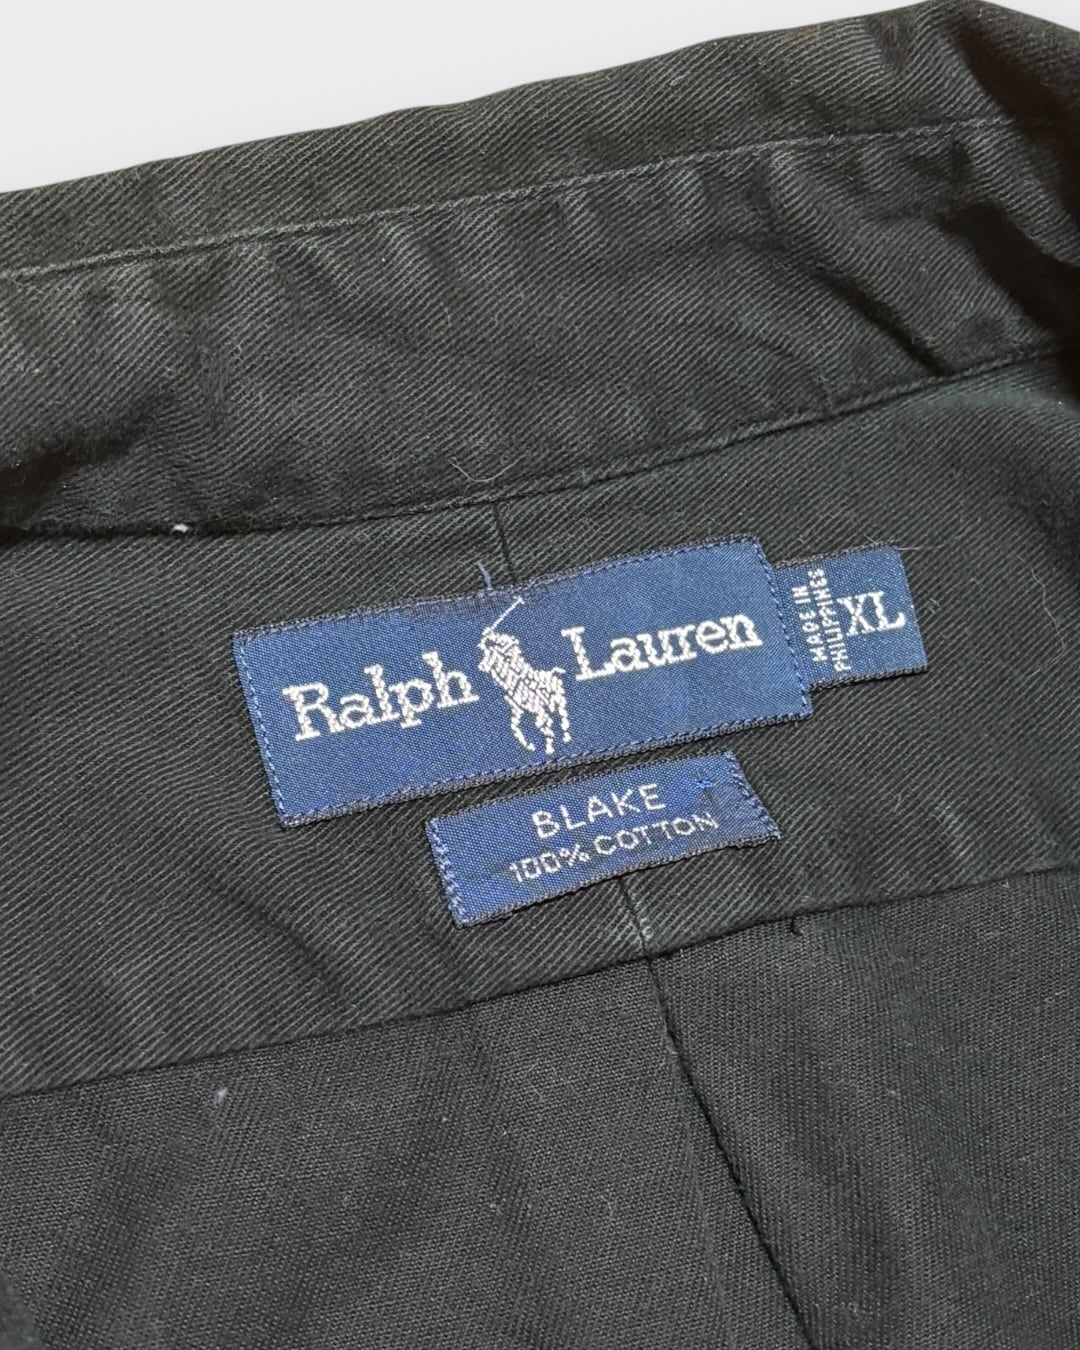 Ralph Lauren
MADE IN
PHILIPPINES
XL
BLAKE
100% COTTON